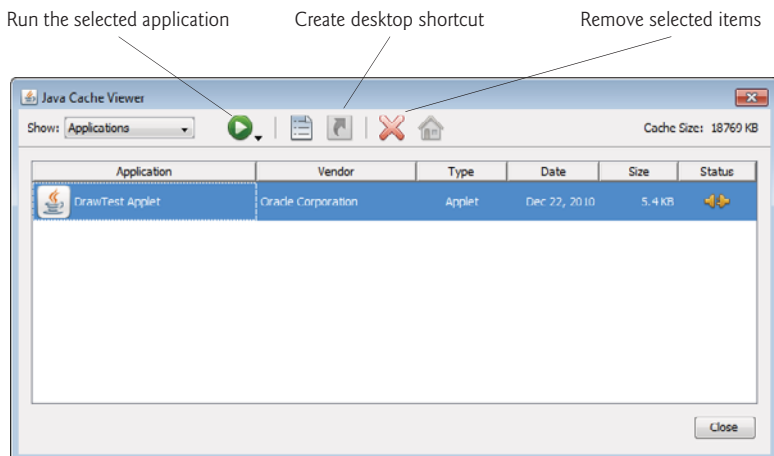 Run the selected application Create desktop shortcut Remove selected items
Java Cache Viewer
Show: Applications Cache Size: 18769 KB
Application Vendor Type Date Size Status
DrawTest Applet Oracle Corporation Applet Dec 22, 2010 5.4 KB
Close